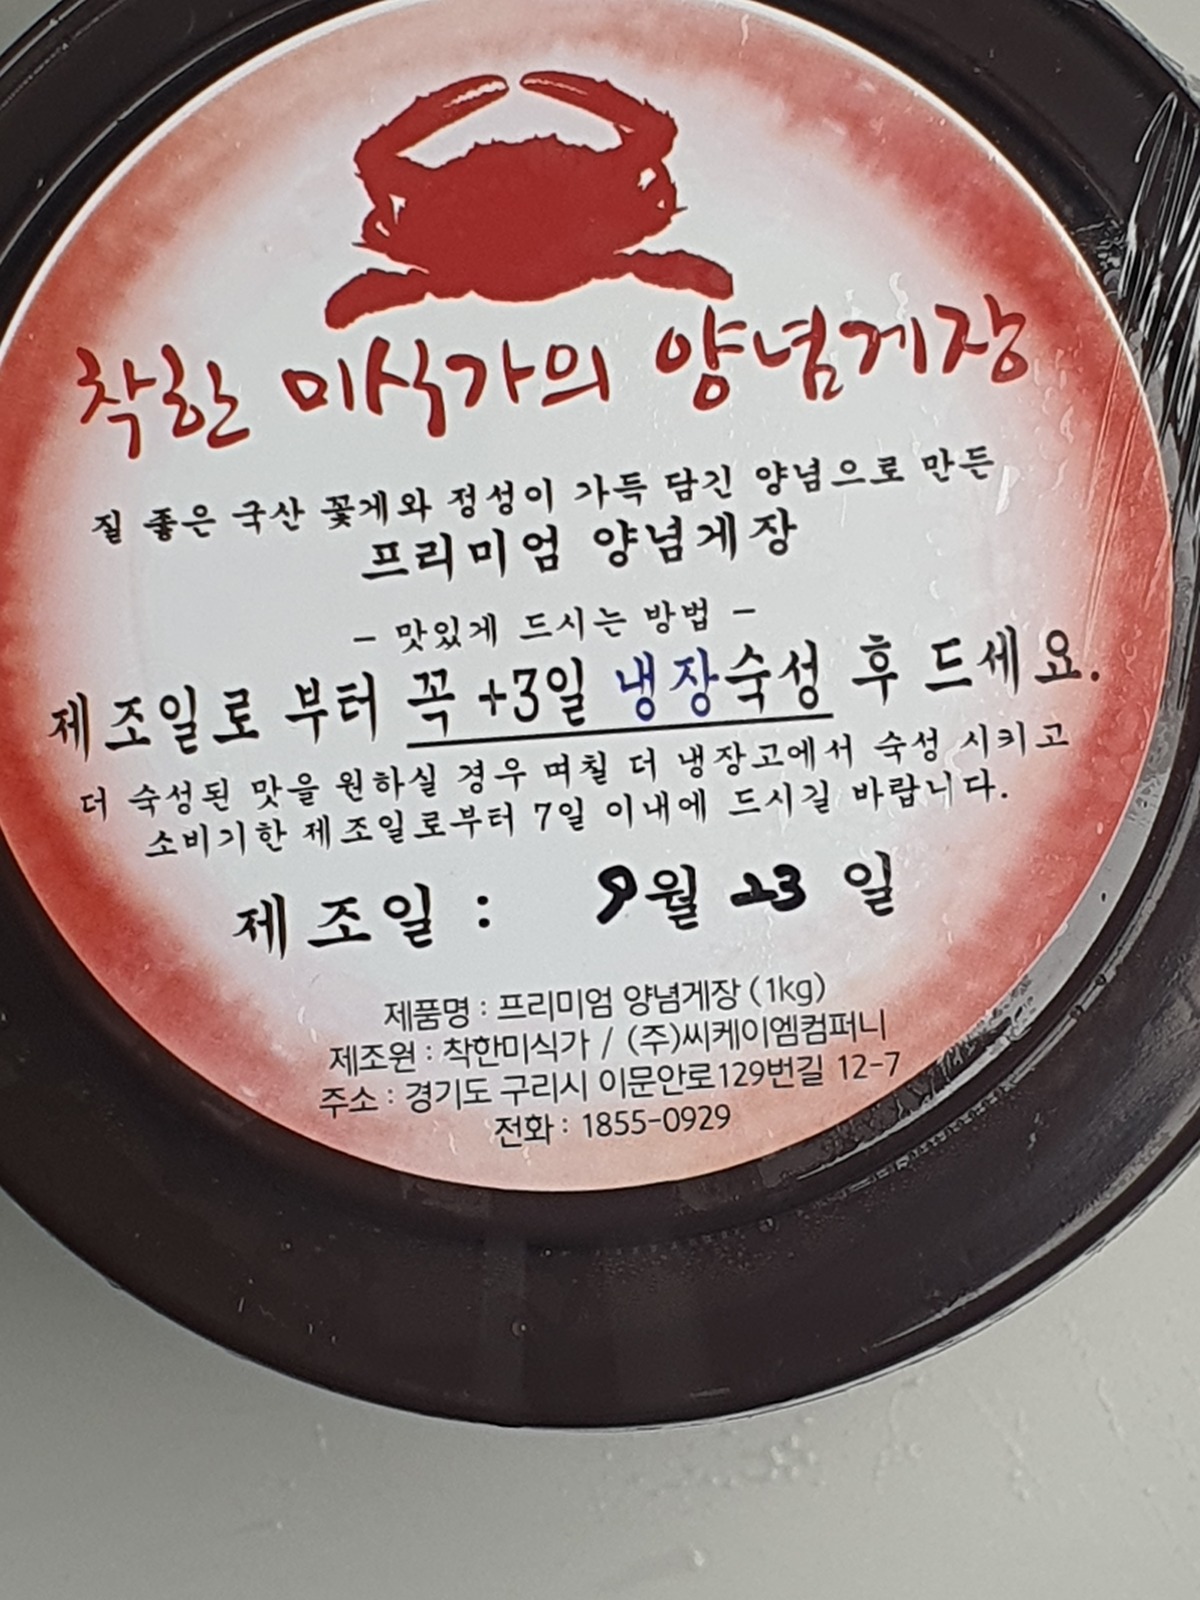 착한 미식가의 양념게장
질 좋은 국산 꽃게와 정성이 가득 담긴 양념으로 만든
프리미엄 양념게장
- 맛있게 드시는 방법 -
제조일로 부터 꼭 +3일 냉장숙성 후 드세요.
더 숙성된 맛을 원하실 경우 며칠 더 냉장고에서 숙성 시키고
소비기한 제조일로부터 7일 이내에 드시길 바랍니다.
제조일 : 9월 23일
제품명 : 프리미엄 양념게장 (1kg)
제조원 : 착한미식가 / (주)씨케이엠컴퍼니
주소 : 경기도 구리시 이문안로129번길 12-7
전화 : 1855-0929